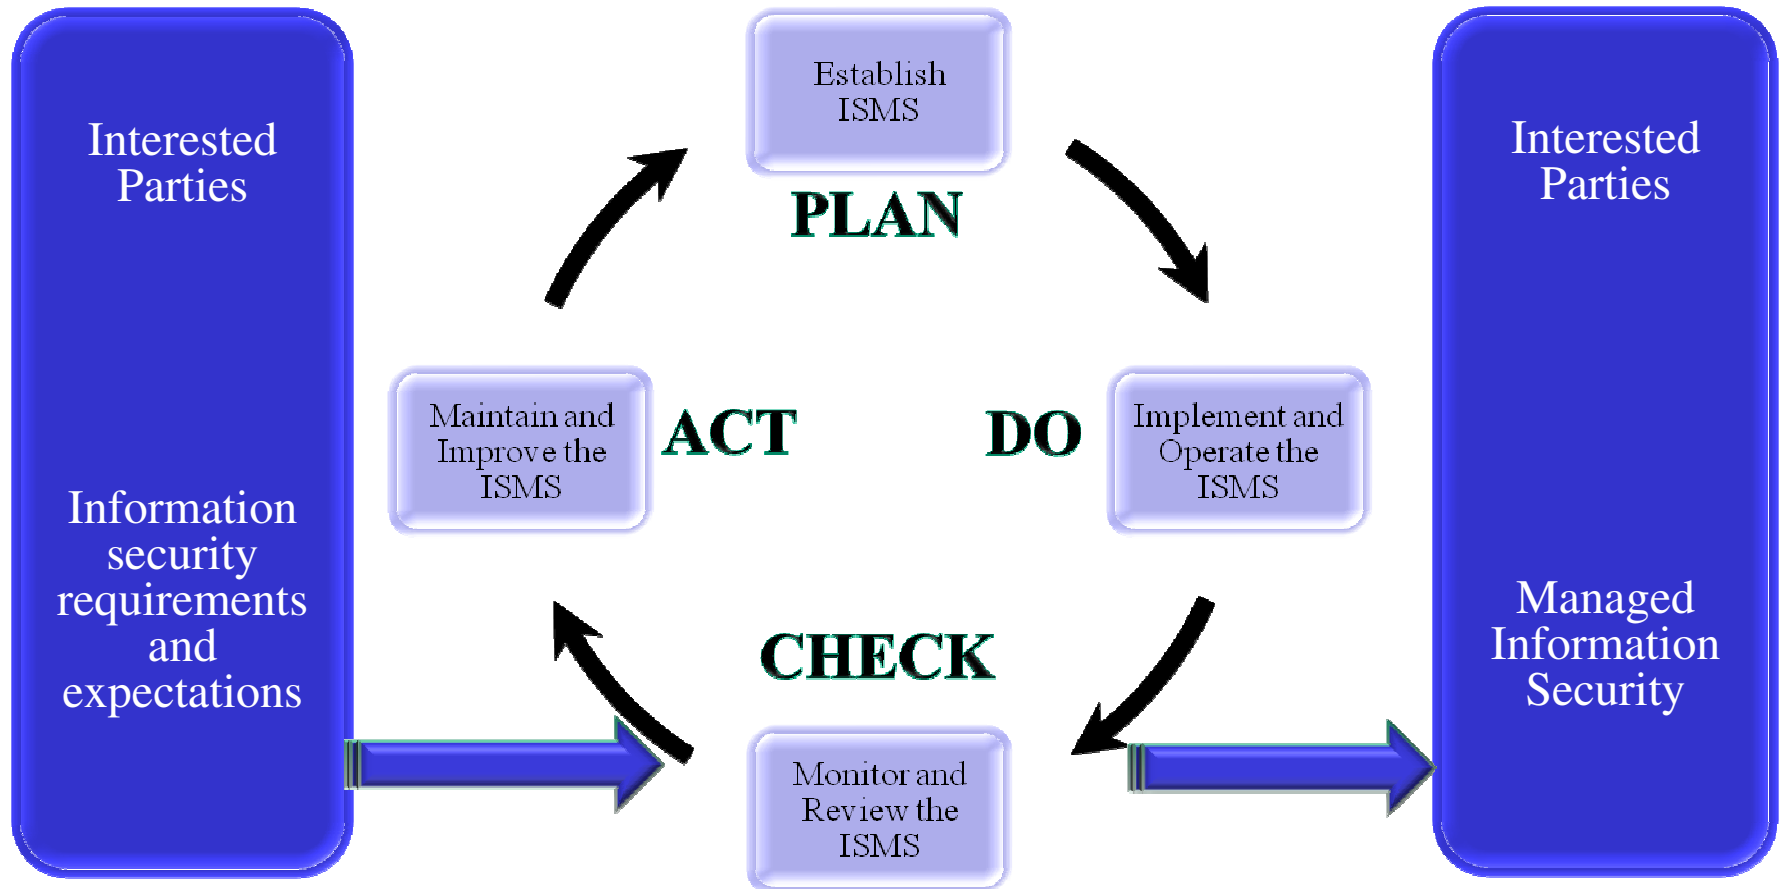 Interested
Parties
Information
security
requirements
and
expectations
Establish
ISMS
PLAN
Maintain and
Improve the
ISMS
ACT
DO
Implement and
Operate the
ISMS
CHECK
Monitor and
Review the
ISMS
Interested
Parties
Managed
Information
Security